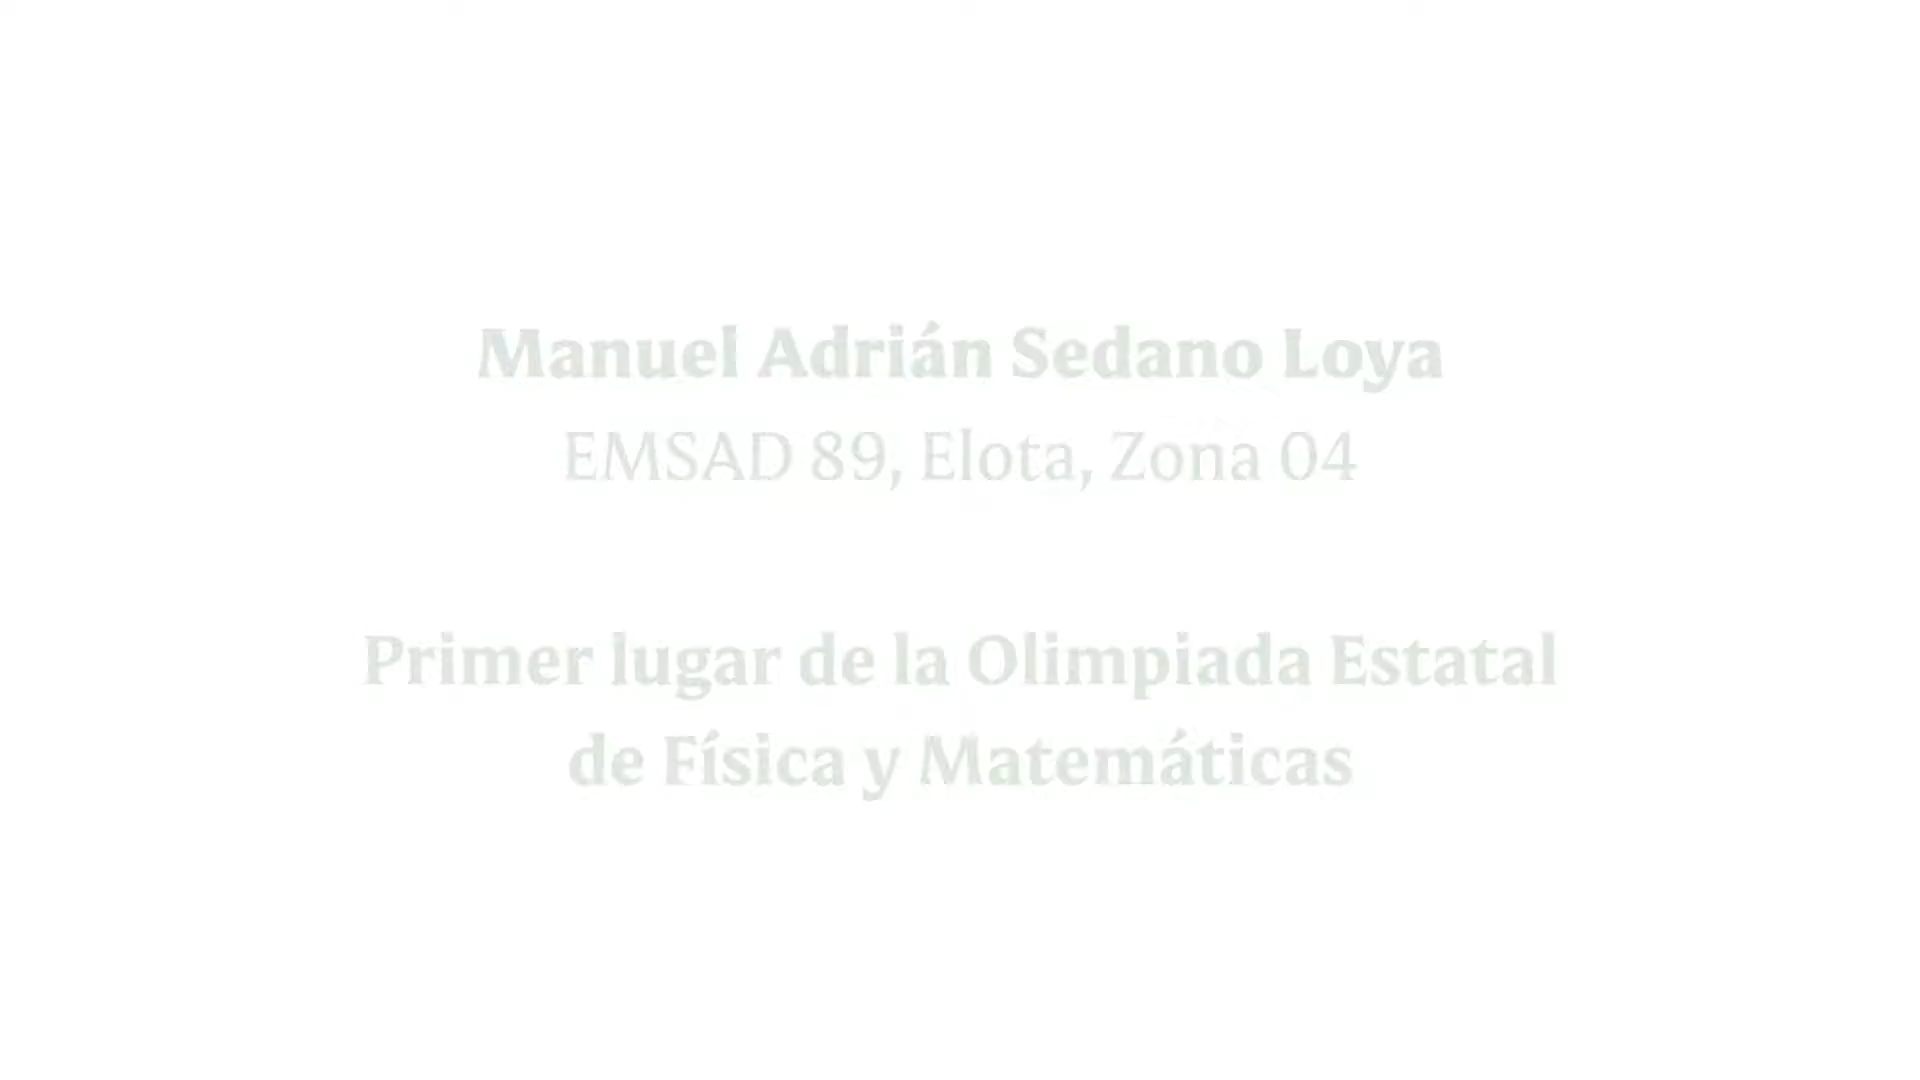 Manuel Adrián Sedano Loya
EMSAD 89, Elota, Zona 04
Primer lugar de la Olimpiada Estatal
de Física y Matemáticas